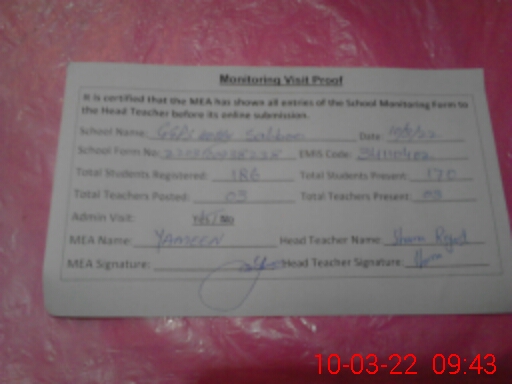 Monitoring Visit Proof
It is certified that the MEA has shown all entries of the School Monitoring Form to
the Head Teacher before its online submission.
School Name: GGPS Date:
School Form No: EMIS Code:
Total Students Registered: 186 Total Students Present: 170
Total Teachers Posted: 03 Total Teachers Present: 03
Admin Visit: Yes/No
MEA Name: YAMEEN Head Teacher Name:
MEA Signature: Head Teacher Signature:
10-03-22 09:43